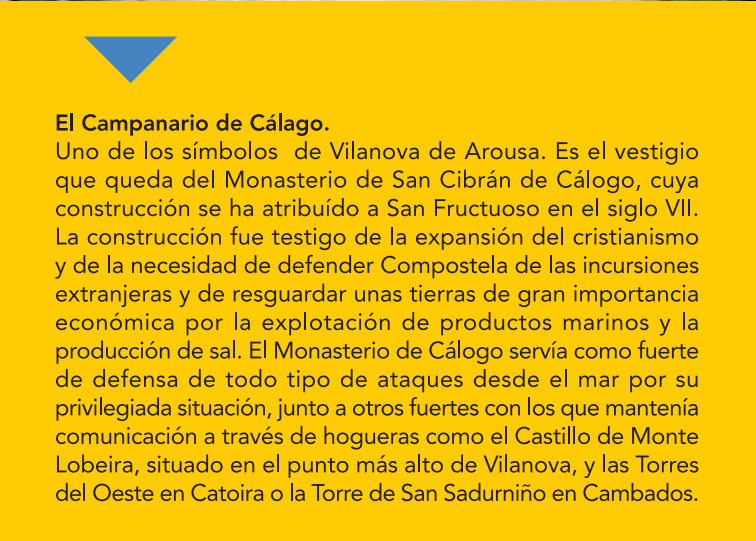 El Campanario de Cálago.
Uno de los símbolos  de Vilanova de Arousa. Es el vestigio
que queda del Monasterio de San Cibrán de Cálogo, cuya
construcción se ha atribuído a San Fructuoso en el siglo VII.
La construcción fue testigo de la expansión del cristianismo
y de la necesidad de defender Compostela de las incursiones
extranjeras y de resguardar unas tierras de gran importancia
económica por la explotación de productos marinos y la
producción de sal. El Monasterio de Cálogo servía como fuerte
de defensa de todo tipo de ataques desde el mar por su
privilegiada situación, junto a otros fuertes con los que mantenía
comunicación a través de hogueras como el Castillo de Monte
Lobeira, situado en el punto más alto de Vilanova, y las Torres
del Oeste en Catoira o la Torre de San Sadurniño en Cambados.